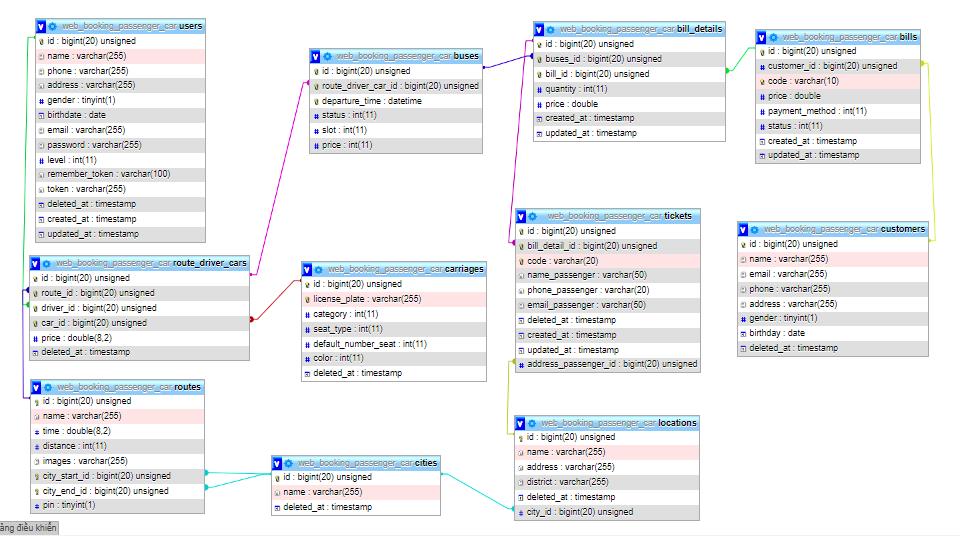 web_booking_passenger_car users
id : bigint(20) unsigned
name : varchar(255)
phone : varchar(255)
address : varchar(255)
gender : tinyint(1)
birthdate : date
email : varchar(255)
password : varchar(255)
level : int(11)
remember_token : varchar(100)
token : varchar(255)
deleted_at : timestamp
created_at : timestamp
updated_at : timestamp
web_booking_passenger_car buses
id : bigint(20) unsigned
route_driver_car_id : bigint(20) unsigned
departure_time : datetime
status : int(11)
slot : int(11)
price : int(11)
web_booking_passenger_car bill_details
id : bigint(20) unsigned
buses_id : bigint(20) unsigned
bill_id : bigint(20) unsigned
quantity : int(11)
price : double
created_at : timestamp
updated_at : timestamp
web_booking_passenger_car bills
id : bigint(20) unsigned
customer_id : bigint(20) unsigned
code : varchar(10)
price : double
payment_method : int(11)
status : int(11)
created_at : timestamp
updated_at : timestamp
web_booking_passenger_car route_driver_cars
id : bigint(20) unsigned
route_id : bigint(20) unsigned
driver_id : bigint(20) unsigned
car_id : bigint(20) unsigned
price : double(8,2)
deleted_at : timestamp
web_booking_passenger_car carriages
id : bigint(20) unsigned
license_plate : varchar(255)
category : int(11)
seat_type : int(11)
default_number_seat : int(11)
color : int(11)
deleted_at : timestamp
web_booking_passenger_car tickets
id : bigint(20) unsigned
bill_detail_id : bigint(20) unsigned
code : varchar(20)
name_passenger : varchar(50)
phone_passenger : varchar(20)
email_passenger : varchar(50)
deleted_at : timestamp
created_at : timestamp
updated_at : timestamp
address_passenger_id : bigint(20) unsigned
web_booking_passenger_car customers
id : bigint(20) unsigned
name : varchar(255)
email : varchar(255)
phone : varchar(255)
address : varchar(255)
gender : tinyint(1)
birthday : date
deleted_at : timestamp
web_booking_passenger_car routes
id : bigint(20) unsigned
name : varchar(255)
time : double(8,2)
distance : int(11)
images : varchar(255)
city_start_id : bigint(20) unsigned
city_end_id : bigint(20) unsigned
pin : tinyint(1)
web_booking_passenger_car cities
id : bigint(20) unsigned
name : varchar(255)
deleted_at : timestamp
web_booking_passenger_car locations
id : bigint(20) unsigned
name : varchar(255)
address : varchar(255)
district : varchar(255)
deleted_at : timestamp
city_id : bigint(20) unsigned
ảng điều khiển